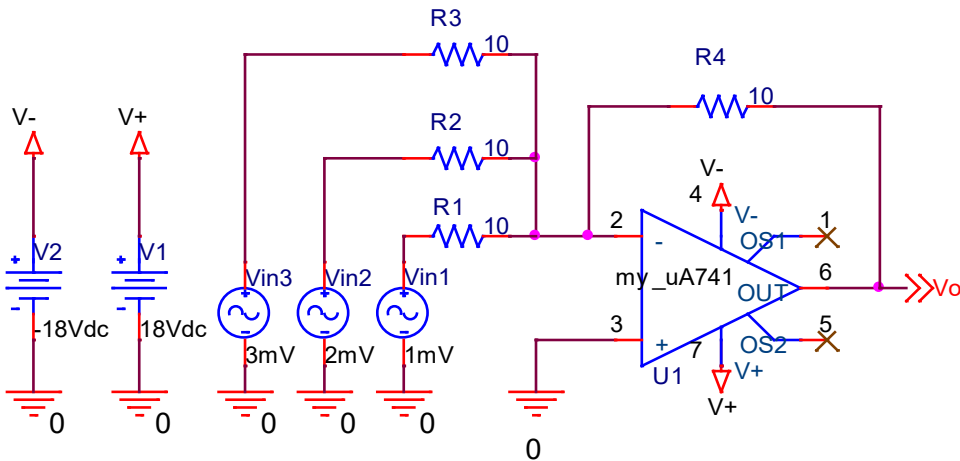 R3
10
R4
10
V-
V+
R2
10
V-
4
R1
10
2
-
V-
OS1
1
V2
V1
Vin3
Vin2
Vin1
my_uA741
OUT
6
Vo
-18Vdc
18Vdc
3mV
2mV
1mV
3
+
7
OS2
5
U1
V+
V+
0
0
0
0
0
0